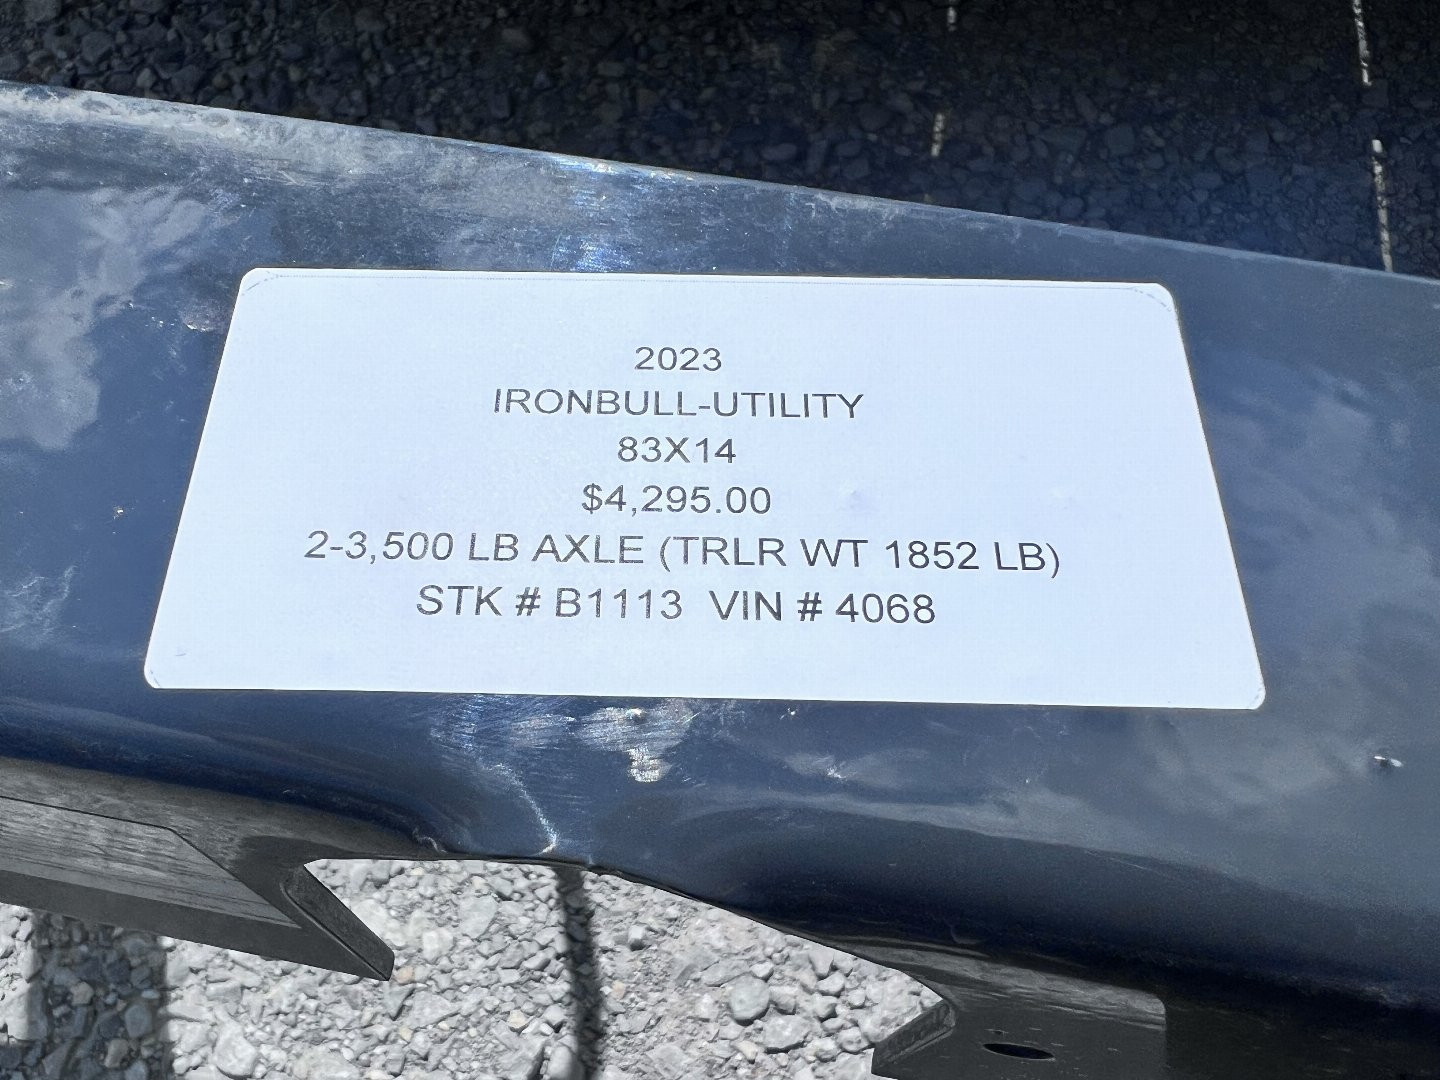 2023
IRONBULL-UTILITY
83X14
$4,295.00
2-3,500 LB AXLE (TRLR WT 1852 LB)
STK # B1113 VIN # 4068